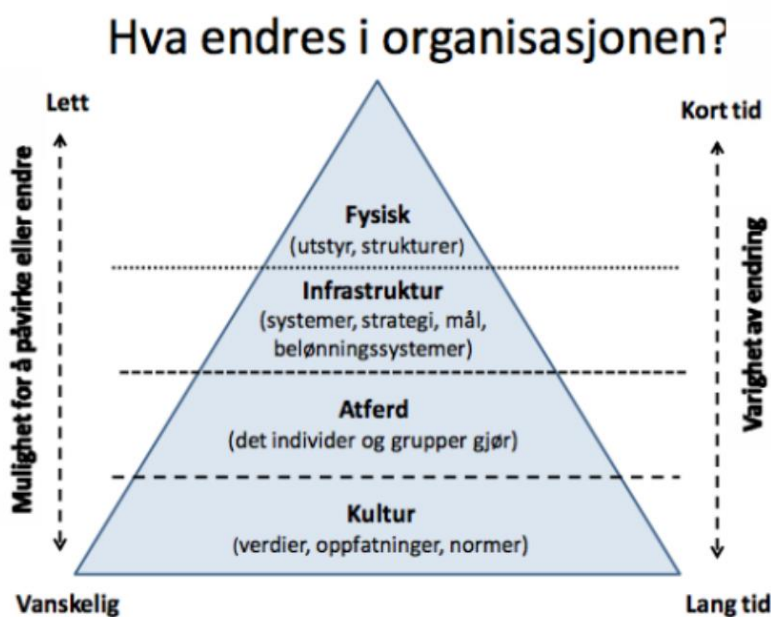 Hva endres i organisasjonen?
Lett
Kort tid
Mulighet for å påvirke eller endre
Varighet av endring
Fysisk
(utstyr, strukturer)
Infrastruktur
(systemer, strategi, mål,
belønningssystemer)
Atferd
(det individer og grupper gjør)
Kultur
(verdier, oppfatninger, normer)
Vanskelig
Lang tid